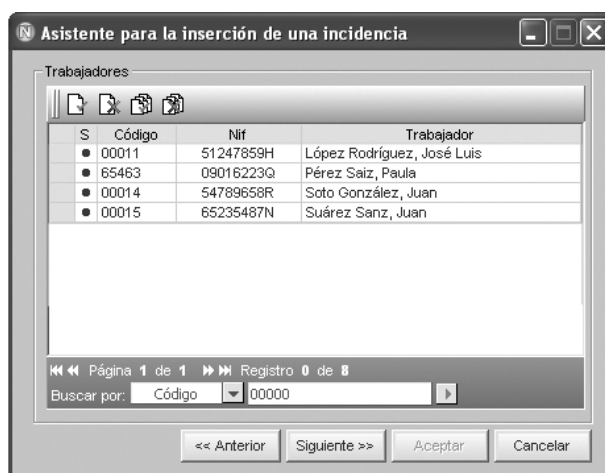 Asistente para la inserción de una incidencia
Trabajadores
S Código Nif Trabajador
00011 51247859H López Rodríguez, José Luis
65463 09016223Q Pérez Saiz, Paula
00014 54789658R Soto González, Juan
00015 65235487N Suárez Sanz, Juan
Página 1 de 1 Registro 0 de 8
Buscar por: Código 00000
<< Anterior Siguiente >> Aceptar Cancelar